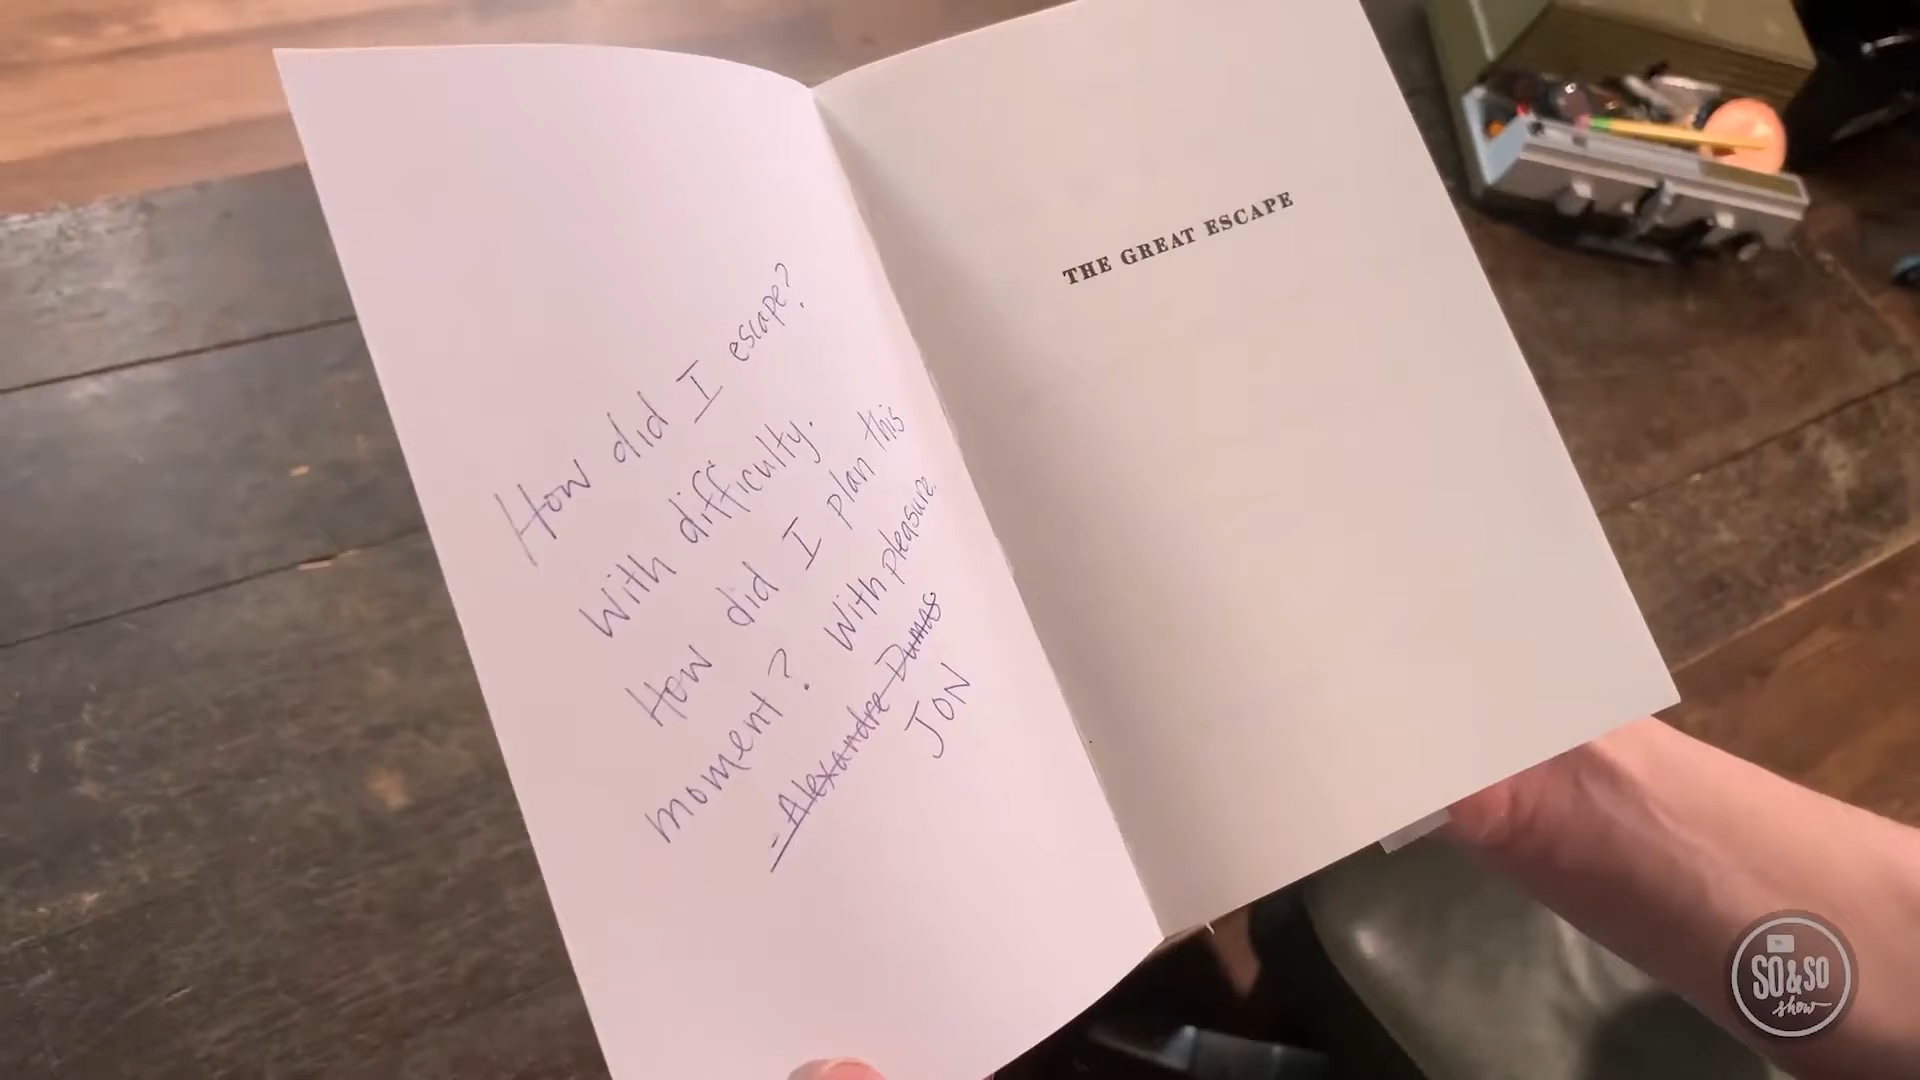 How did I escape?
With difficulty.
How did I plan this
moment? With pleasure.
- Alexandre Dumas
JON
THE GREAT ESCAPE
SO&SO
show